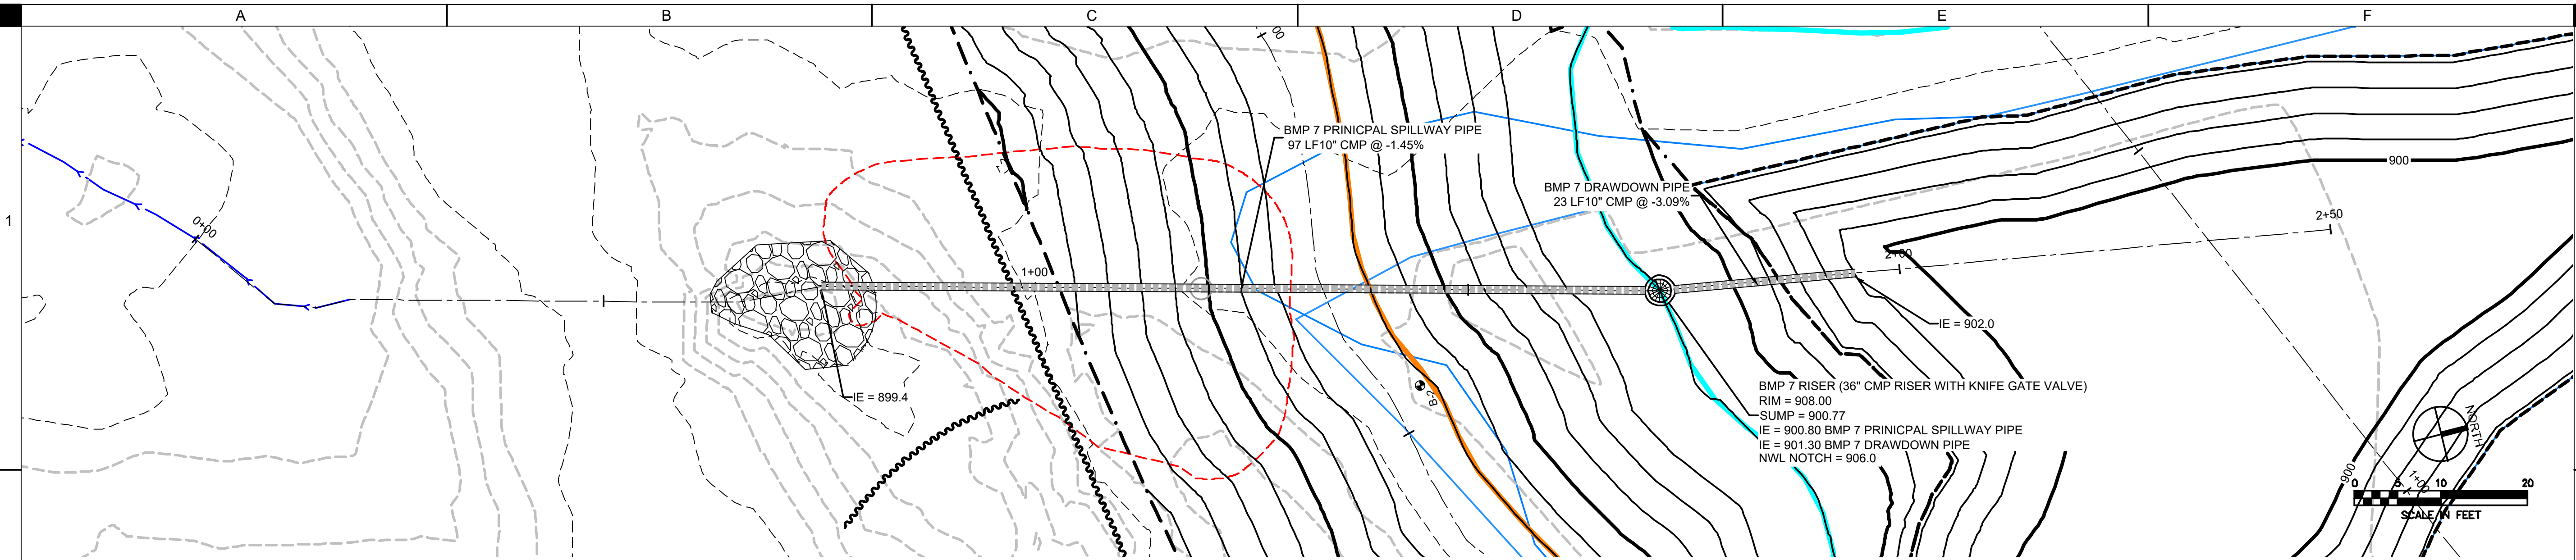 A
B
C
D
E
F
1
00
BMP 7 PRINICPAL SPILLWAY PIPE
97 LF10" CMP @ -1.45%
900
BMP 7 DRAWDOWN PIPE
23 LF10" CMP @ -3.09%
0+00
2+50
2+00
1+00
IE = 902.0
IE = 899.4
B-2
BMP 7 RISER (36" CMP RISER WITH KNIFE GATE VALVE)
RIM = 908.00
SUMP = 900.77
IE = 900.80 BMP 7 PRINICPAL SPILLWAY PIPE
IE = 901.30 BMP 7 DRAWDOWN PIPE
NWL NOTCH = 906.0
NORTH
900
1+00
0 5 10 20
SCALE IN FEET